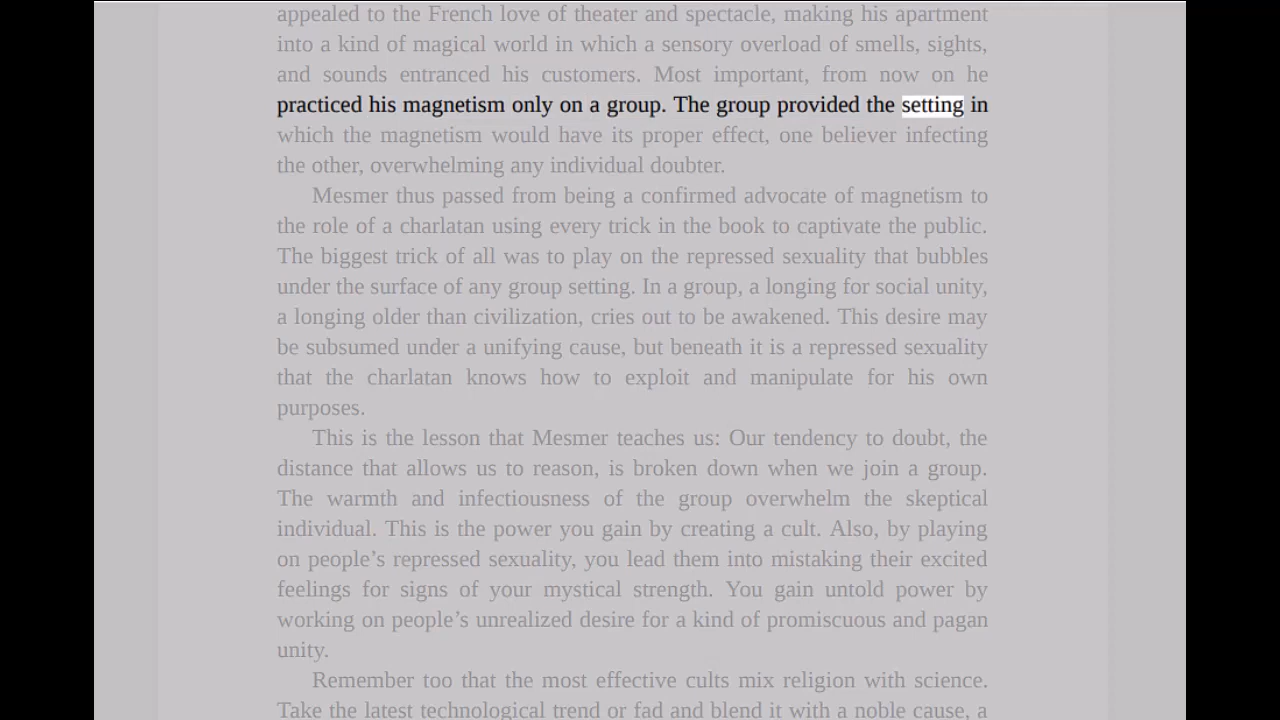 appealed to the French love of theater and spectacle, making his apartment
into a kind of magical world in which a sensory overload of smells, sights,
and sounds entranced his customers. Most important, from now on he
practiced his magnetism only on a group. The group provided the setting in
which the magnetism would have its proper effect, one believer infecting
the other, overwhelming any individual doubter.
Mesmer thus passed from being a confirmed advocate of magnetism to
the role of a charlatan using every trick in the book to captivate the public.
The biggest trick of all was to play on the repressed sexuality that bubbles
under the surface of any group setting. In a group, a longing for social unity,
a longing older than civilization, cries out to be awakened. This desire may
be subsumed under a unifying cause, but beneath it is a repressed sexuality
that the charlatan knows how to exploit and manipulate for his own
purposes.
This is the lesson that Mesmer teaches us: Our tendency to doubt, the
distance that allows us to reason, is broken down when we join a group.
The warmth and infectiousness of the group overwhelm the skeptical
individual. This is the power you gain by creating a cult. Also, by playing
on people’s repressed sexuality, you lead them into mistaking their excited
feelings for signs of your mystical strength. You gain untold power by
working on people’s unrealized desire for a kind of promiscuous and pagan
unity.
Remember too that the most effective cults mix religion with science.
Take the latest technological trend or fad and blend it with a noble cause, a